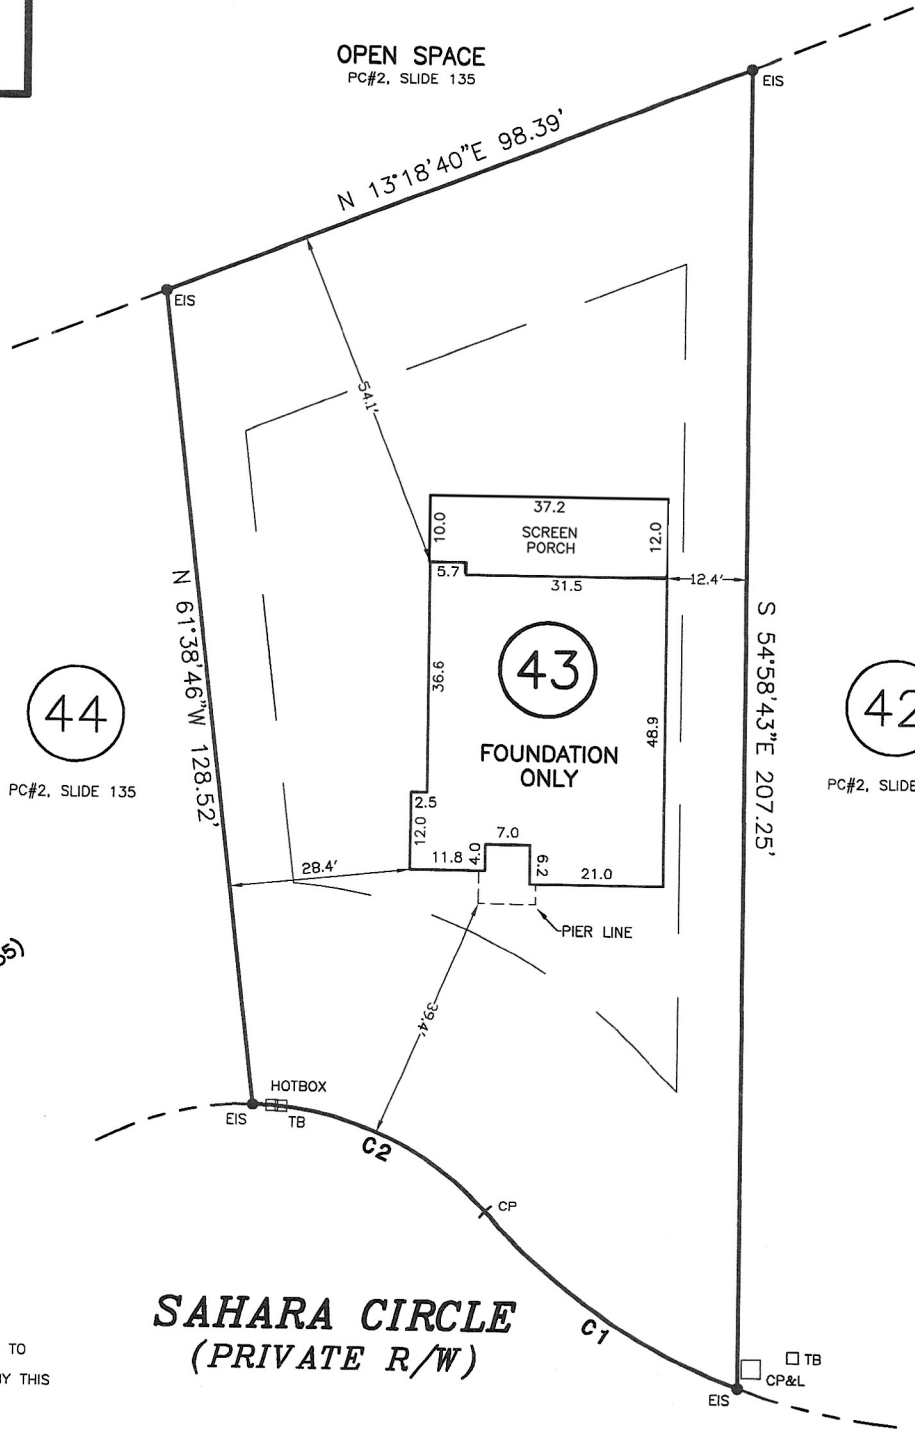 OPEN SPACE
PC#2, SLIDE 135
EIS
N 13°18'40"E 98.39'
EIS
54.1'
37.2
10.0
SCREEN
PORCH
12.0
5.7
31.5
12.4'
N 61°38'46"W 128.52'
S 54°58'43"E 207.25'
36.6
43
44
42
48.9
FOUNDATION
ONLY
PC#2, SLIDE 135
PC#2, SLIDE
2.5
12.0
7.0
11.8
4.0
6.2
21.0
28.4'
PIER LINE
39.4'
HOTBOX
EIS
TB
C2
CP
SAHARA CIRCLE
(PRIVATE R/W)
C1
TO
TB
CP&L
EIS
THIS